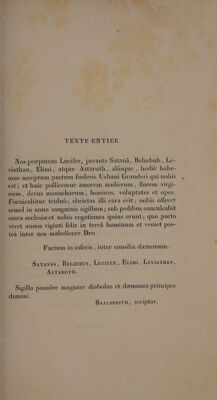 TEXTE ENTIER.
Nos præpotens Lucifer, juvante Satanâ, Belzebub, Le-
viathan, Elimi, atque Astaroth, aliisque, hodiè habe-
mus acceptum pactum fœderis Urbani Granderi qui nobis
est; et huic pollicemur amorem mulierum, florem virgi-
num, decus monacharum, honores, voluptates et opes.
Fornicabitur triduò; ebrietas illi cara erit; nobis offeret
semel in anno sanguinis sigillum; sub pedibus conculcabit
sacra ecclesiæ et nobis rogationes ipsius erunt; quo pacto
vivet annos viginti felix in terrâ hominum et veniet pos-
teà inter nos maledicere Deo.
Factum in inferis, inter consilia dæmonum.
SATANAS, BELZEBUB, LUCIFER, ELIMI, LEVIATHAN,
ASTAROTH.
Sigilla posuêre magister diabolus et dæmones principes
domini.
BAALBERITH, scriptor.